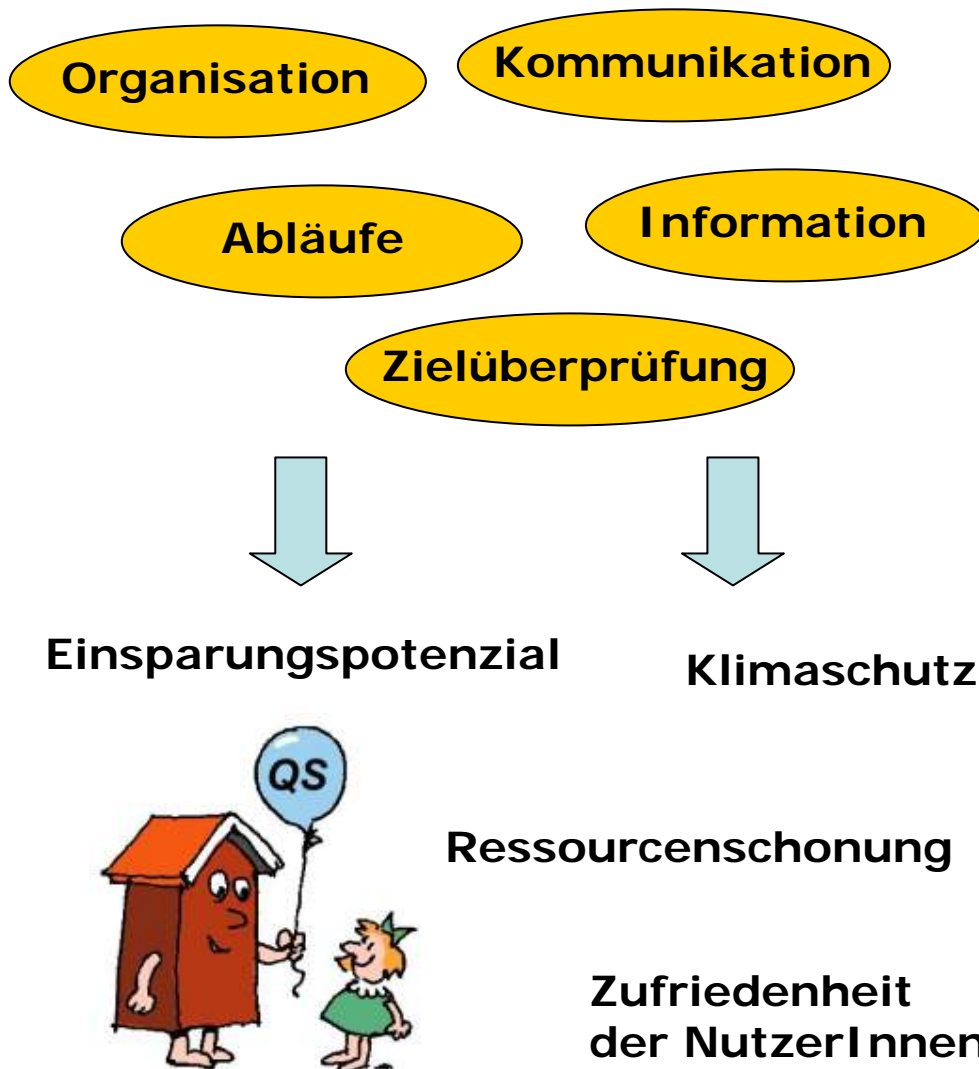 Organisation
Kommunikation
Abläufe
Information
Zielüberprüfung
Einsparungspotenzial
Klimaschutz
QS
Ressourcenschonung
Zufriedenheit
der NutzerInnen